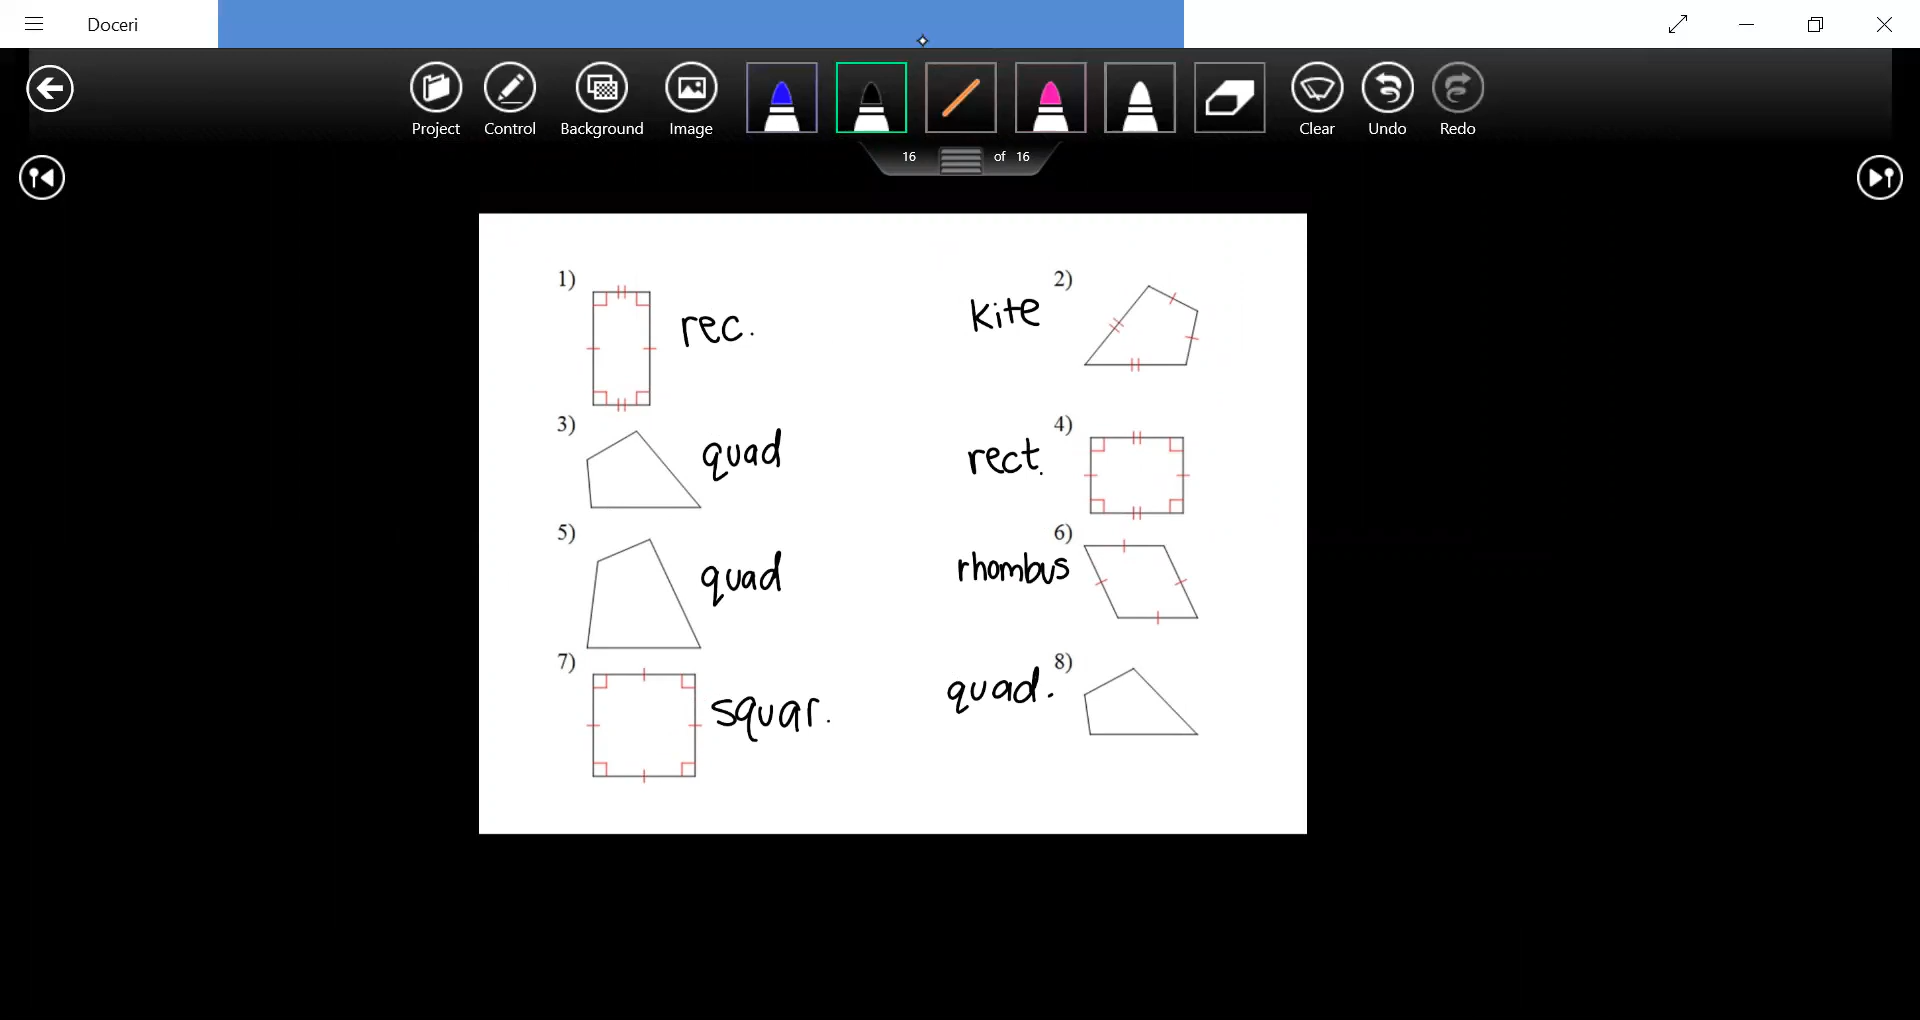 Doceri
Project Control Background Image Clear Undo Redo
16 of 16
1) rec.
kite 2)
3) quad
rect. 4)
5) quad
rhombus 6)
7) squar.
quad. 8)